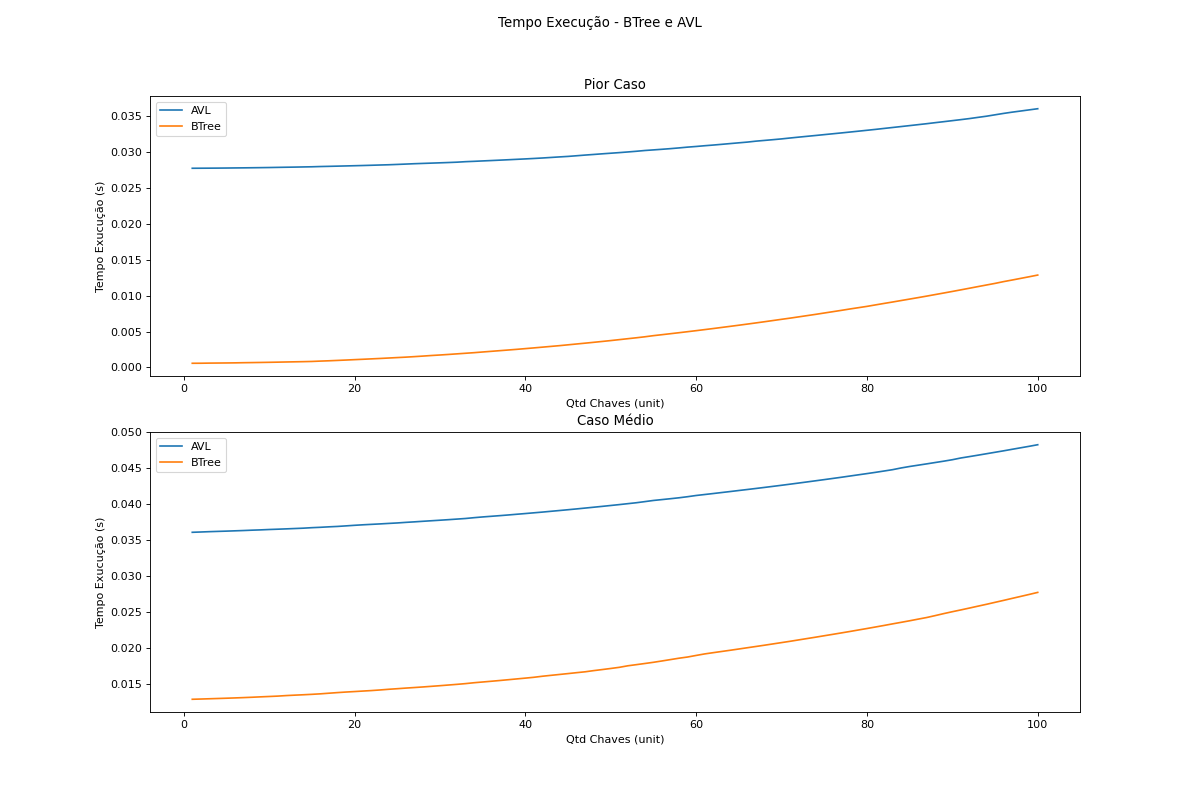 Tempo Execução - BTree e AVL
Pior Caso
AVL
BTree
0.035
0.030
0.025
0.020
0.015
0.010
0.005
0.000
Tempo Exucução (s)
0 20 40 60 80 100
Qtd Chaves (unit)
Caso Médio
AVL
BTree
0.050
0.045
0.040
0.035
0.030
0.025
0.020
0.015
Tempo Exucução (s)
0 20 40 60 80 100
Qtd Chaves (unit)